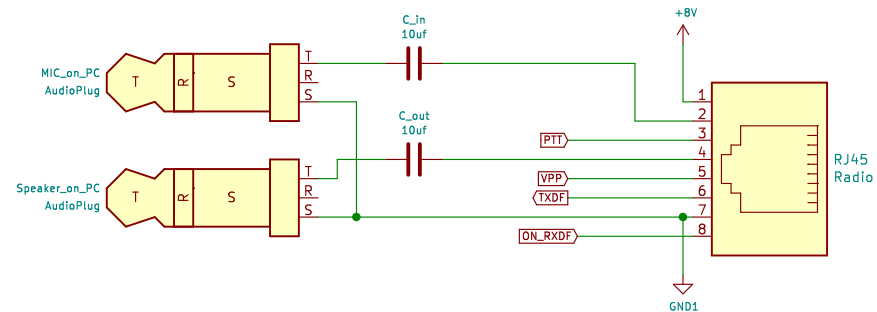 C_in
10uf
+8V
MIC_on_PC
AudioPlug
T
R
S
T
R
S
C_out
10uf
Speaker_on_PC
AudioPlug
T
R
S
T
R
S
PTT
VPP
TXDF
ON_RXDF
1
2
3
4
5
6
7
8
RJ45
Radio
GND1